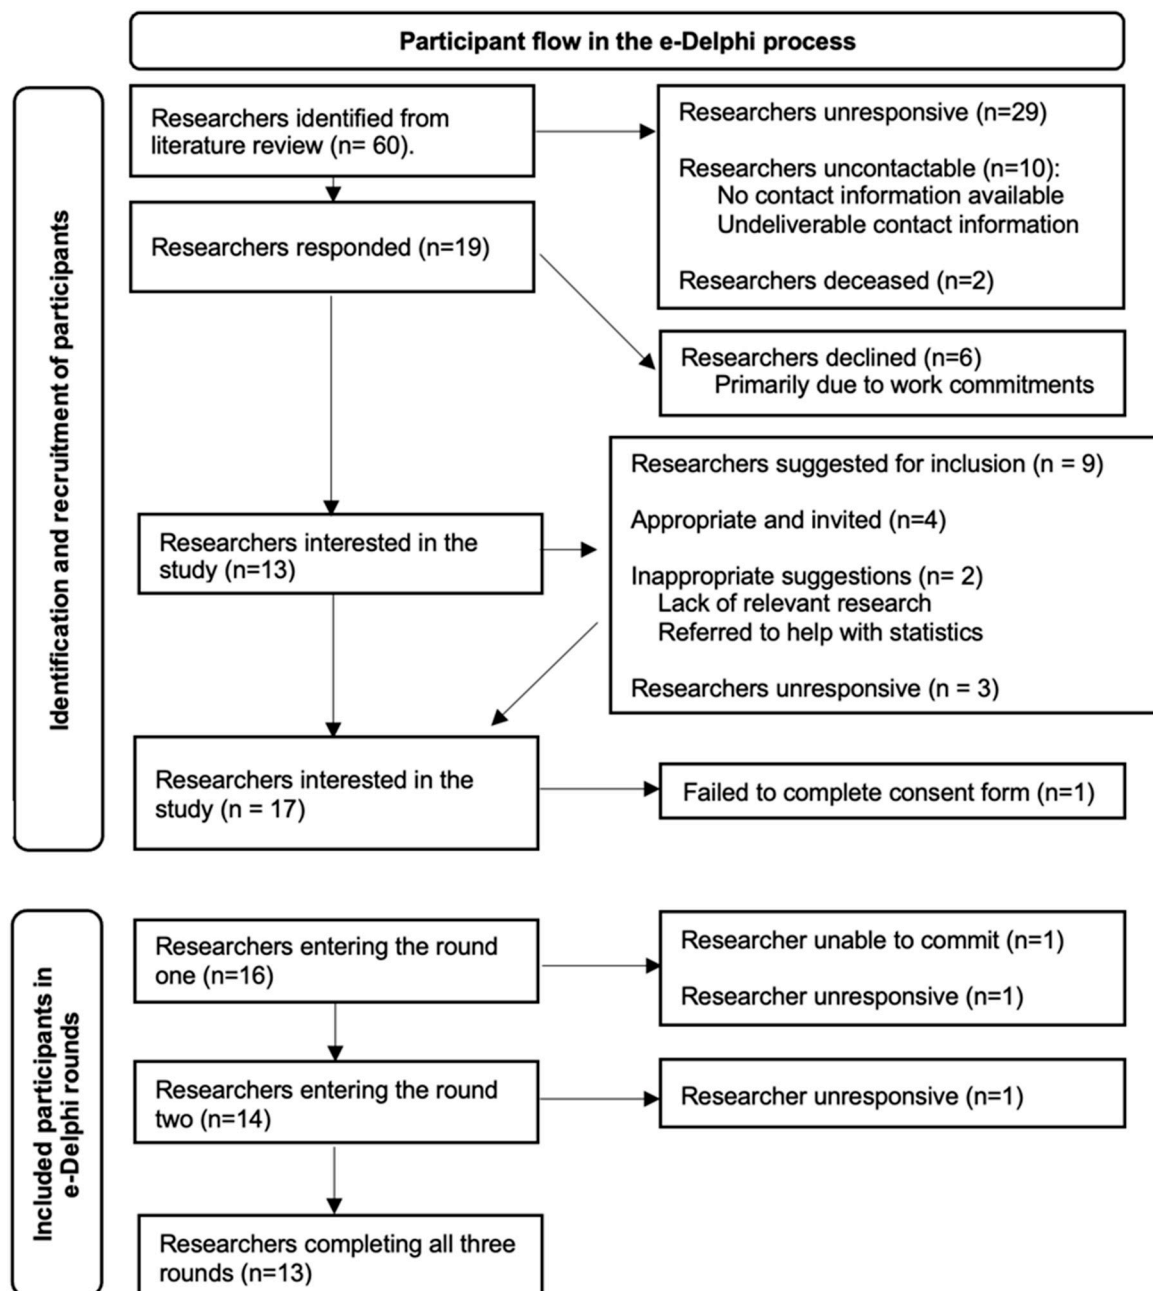 Participant flow in the e-Delphi process
Identification and recruitment of participants
Researchers identified from
literature review (n= 60).
Researchers unresponsive (n=29)
Researchers uncontactable (n=10):
No contact information available
Undeliverable contact information
Researchers deceased (n=2)
Researchers responded (n=19)
Researchers declined (n=6)
Primarily due to work commitments
Researchers interested in the
study (n=13)
Researchers suggested for inclusion (n = 9)
Appropriate and invited (n=4)
Inappropriate suggestions (n= 2)
Lack of relevant research
Referred to help with statistics
Researchers unresponsive (n = 3)
Researchers interested in the
study (n = 17)
Failed to complete consent form (n=1)
Included participants in
e-Delphi rounds
Researchers entering the round
one (n=16)
Researcher unable to commit (n=1)
Researcher unresponsive (n=1)
Researchers entering the round
two (n=14)
Researcher unresponsive (n=1)
Researchers completing all three
rounds (n=13)